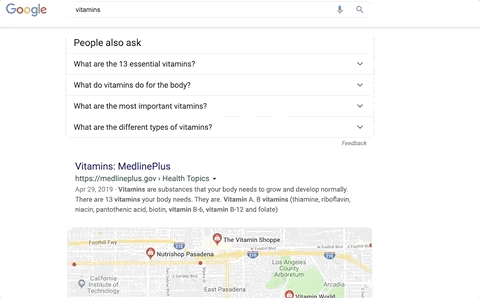 Google
vitamins
People also ask
What are the 13 essential vitamins?
What do vitamins do for the body?
What are the most important vitamins?
What are the different types of vitamins?
Feedback
Vitamins: MedlinePlus
https://medlineplus.gov › Health Topics
Apr 29, 2019 - Vitamins are substances that your body needs to grow and develop normally.
There are 13 vitamins your body needs. They are. Vitamin A. B vitamins (thiamine, riboflavin,
niacin, pantothenic acid, biotin, vitamin B-6, vitamin B-12 and folate)
Foothill Fwy
The Vitamin Shoppe
Nutrishop Pasadena
W Foothill Blvd
E Foothill Blvd
California
Institute of
Technology
Los Angeles
County
Arboretum
East Pasadena
Arcadia
Vitamin World